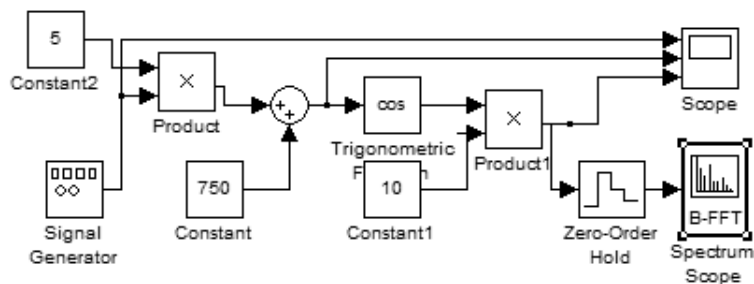 5
Constant2
×
Product
+
+
cos
Trigonometric
×
Product1
Scope
Signal
Generator
750
Constant
10
Constant1
Zero-Order
Hold
B-FFT
Spectrum
Scope